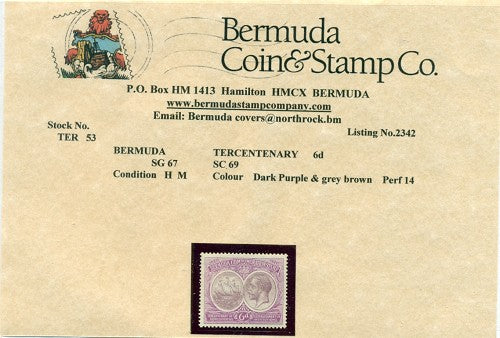 Bermuda
Coin & Stamp Co.
P.O. Box HM 1413 Hamilton HMCX BERMUDA
www.bermudastampcompany.com
Email: Bermuda covers@northrock.bm
Stock No.
TER 53
Listing No.2342
BERMUDA TERCENTENARY 6d
SG 67 SC 69
Condition H M Colour Dark Purple & grey brown Perf 14
6d